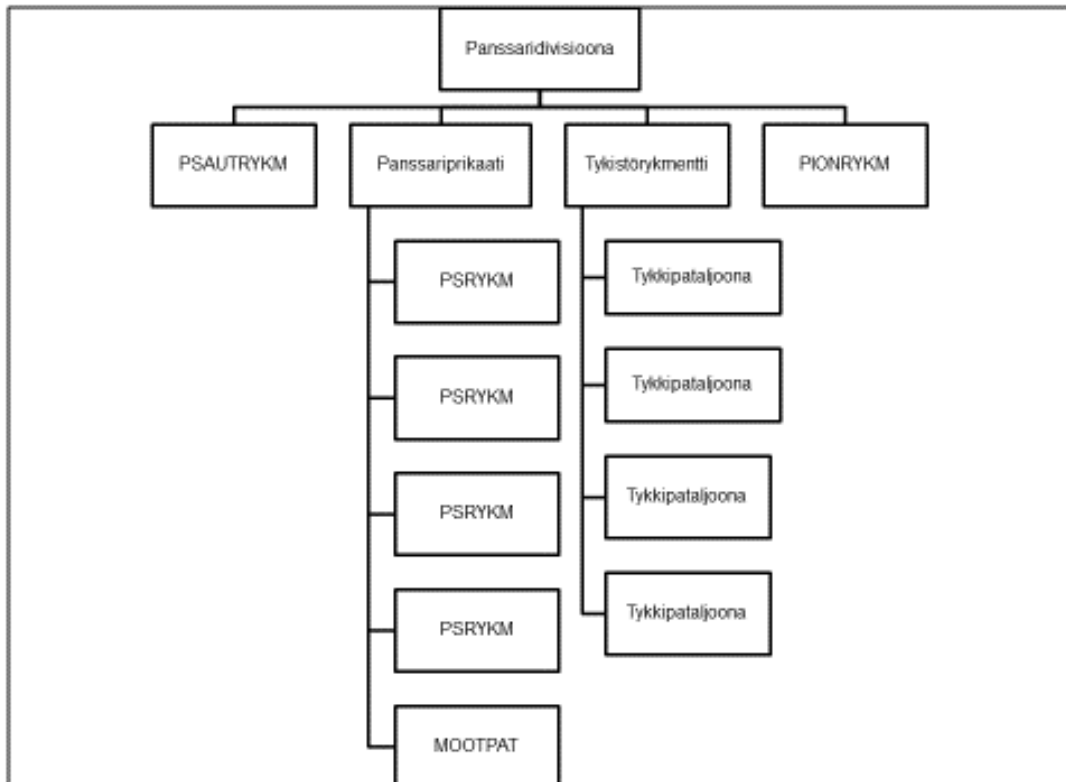 Panssaridivisioona
PSAUTRYKM
Panssariprikaati
Tykistörykmentti
PIONRYKM
PSRYKM
PSRYKM
PSRYKM
PSRYKM
MOOTPAT
Tykkipataljoona
Tykkipataljoona
Tykkipataljoona
Tykkipataljoona